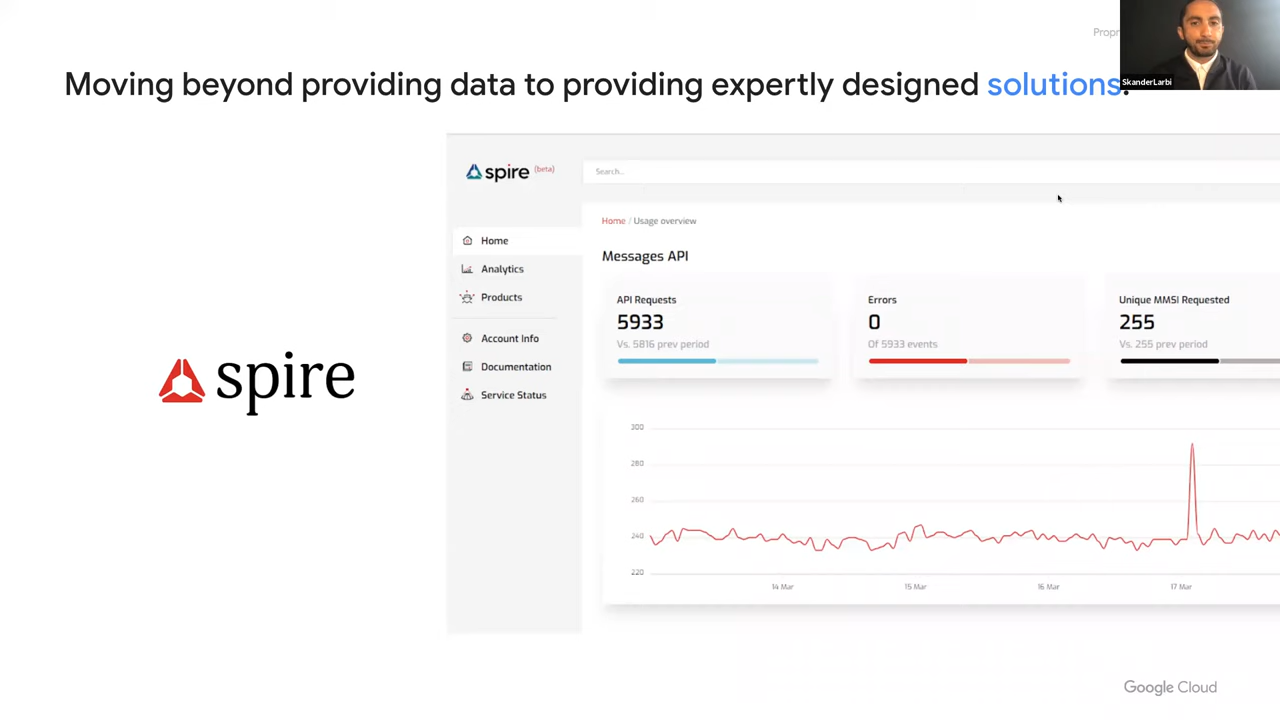 Propr
SkanderLarbi
Moving beyond providing data to providing expertly designed solutions.
spire (beta)
Search...
Home / Usage overview
Home
Analytics
Products
Account Info
Documentation
Service Status
Messages API
API Requests
5933
Vs. 5816 prev period
Errors
0
Of 5933 events
Unique MMSI Requested
255
Vs. 255 prev period
spire
300
280
260
240
220
14 Mar 15 Mar 16 Mar 17 Mar
Google Cloud